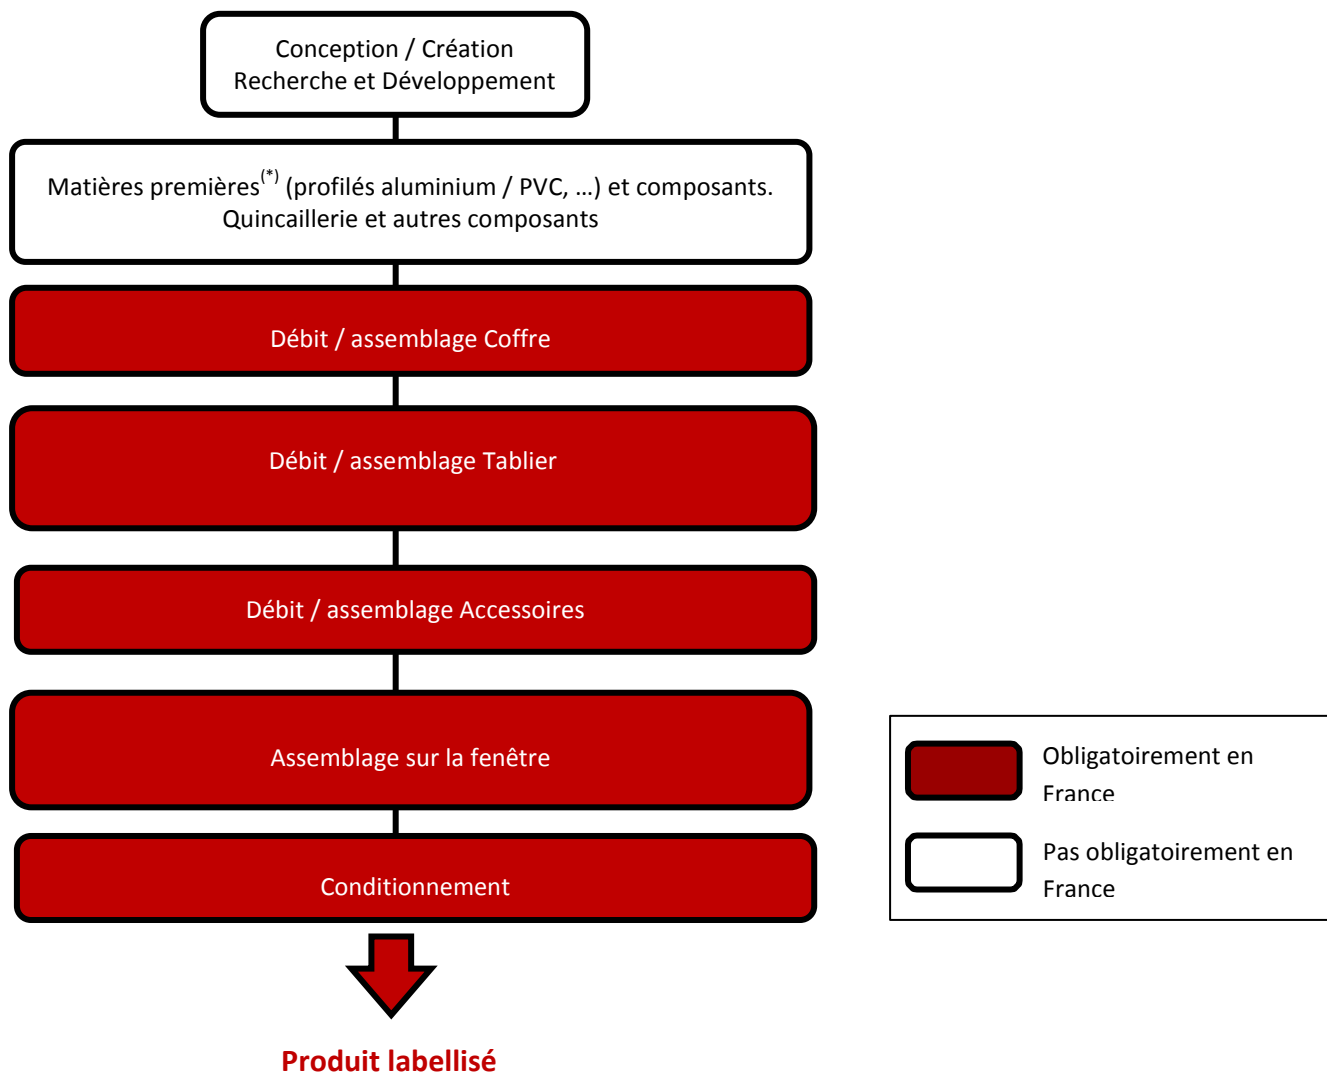 Conception / Création
Recherche et Développement
Matières premières(*) (profilés aluminium / PVC, …) et composants.
Quincaillerie et autres composants
Débit / assemblage Coffre
Débit / assemblage Tablier
Débit / assemblage Accessoires
Assemblage sur la fenêtre
Conditionnement
Produit labellisé
Obligatoirement en
France
Pas obligatoirement en
France